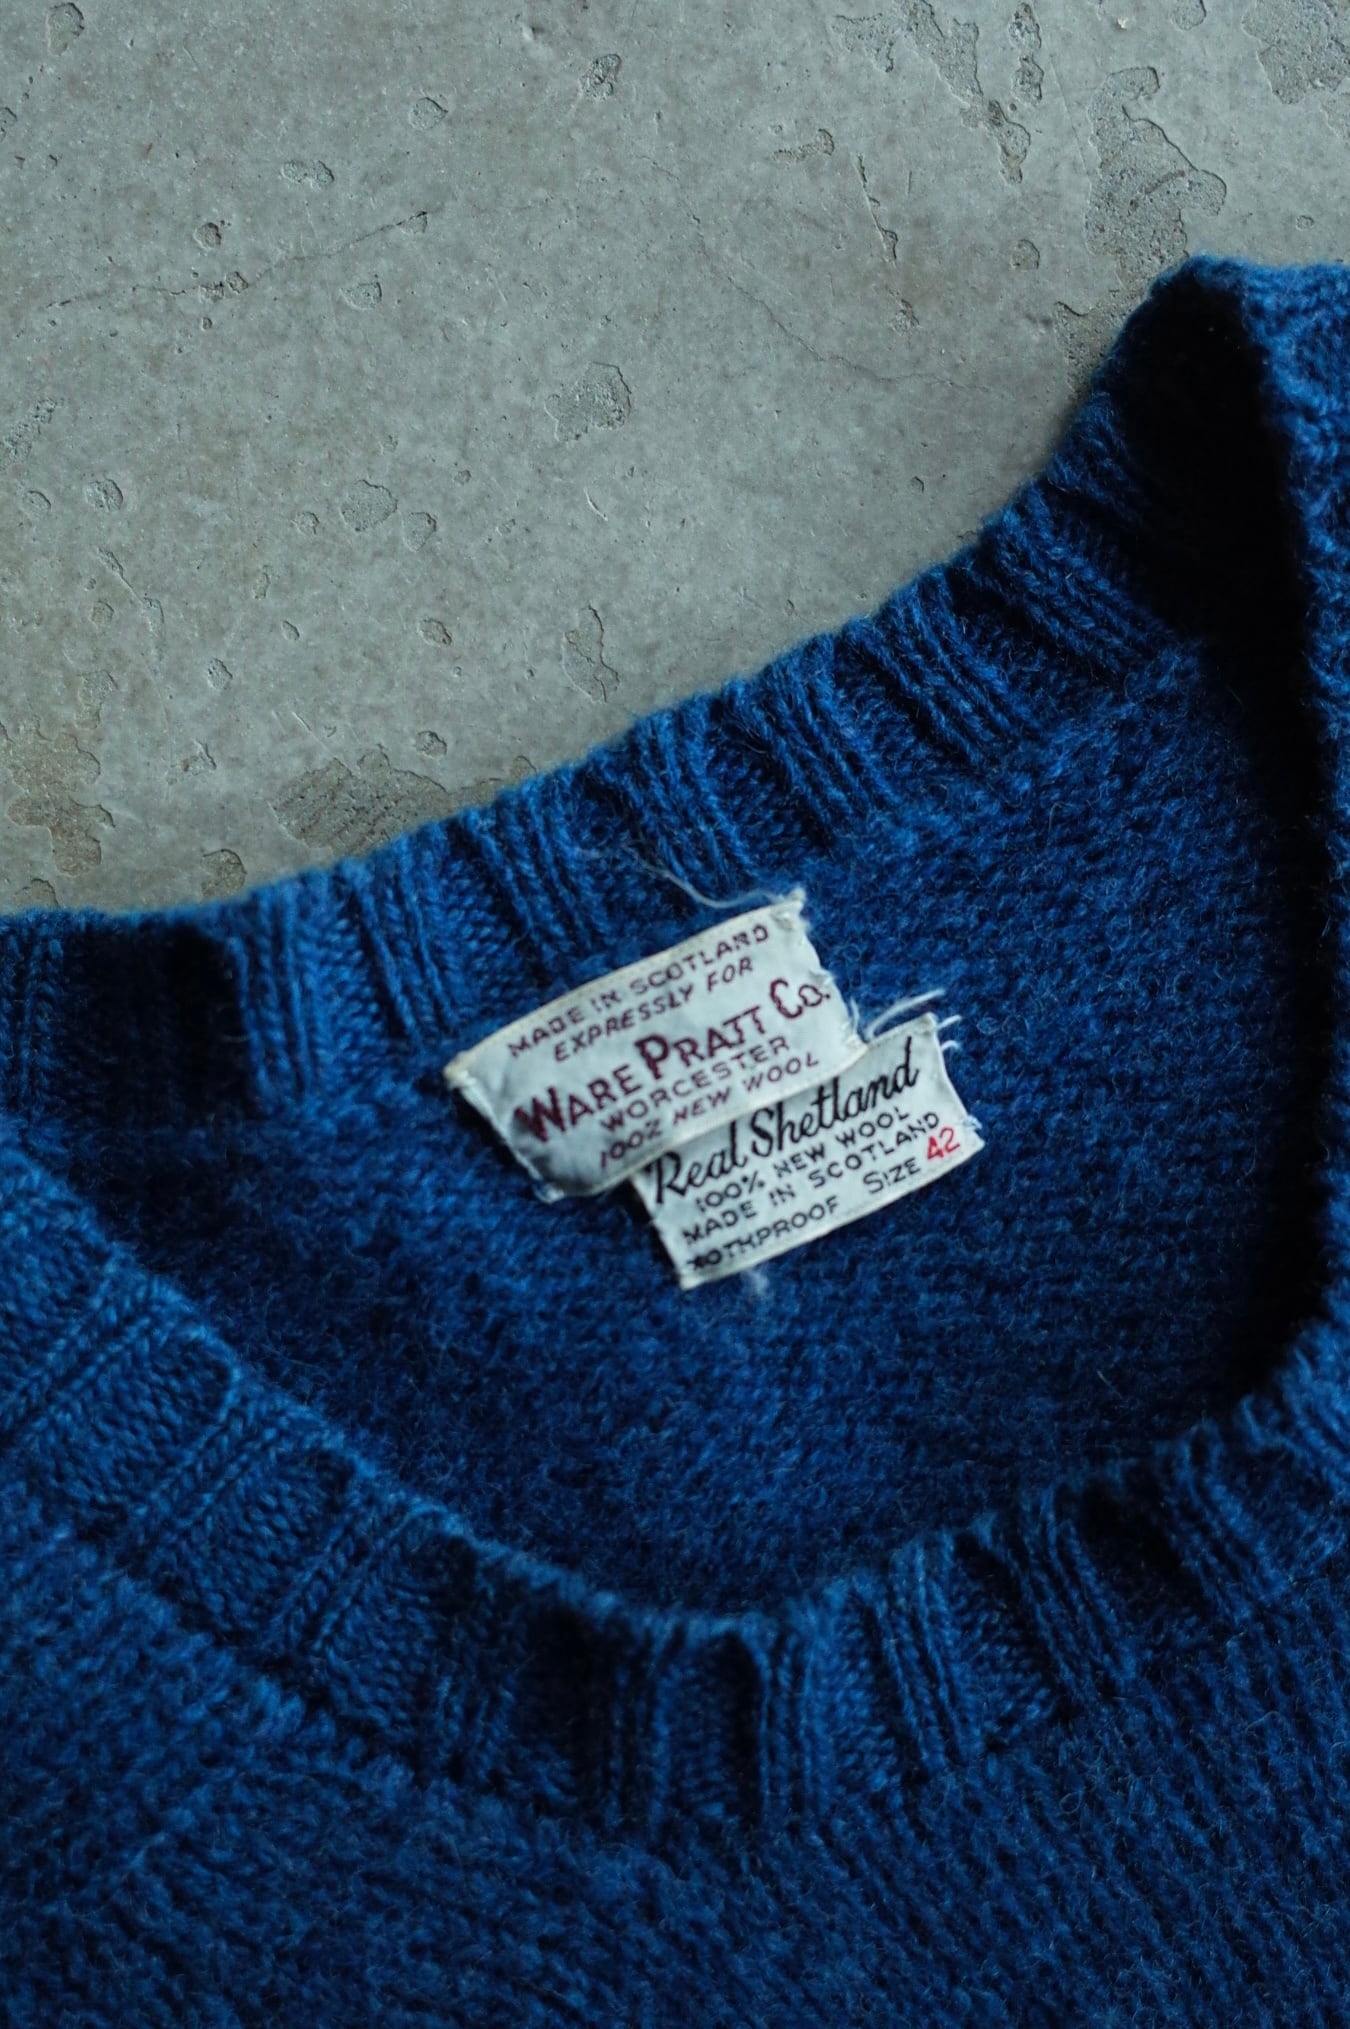 MADE IN SCOTLAND
EXPRESSLY FOR
WARE PRATT CO.
WORCESTER
100% NEW WOOL
Real Shetland
100% NEW WOOL
MADE IN SCOTLAND
MOTHPROOF SIZE 42